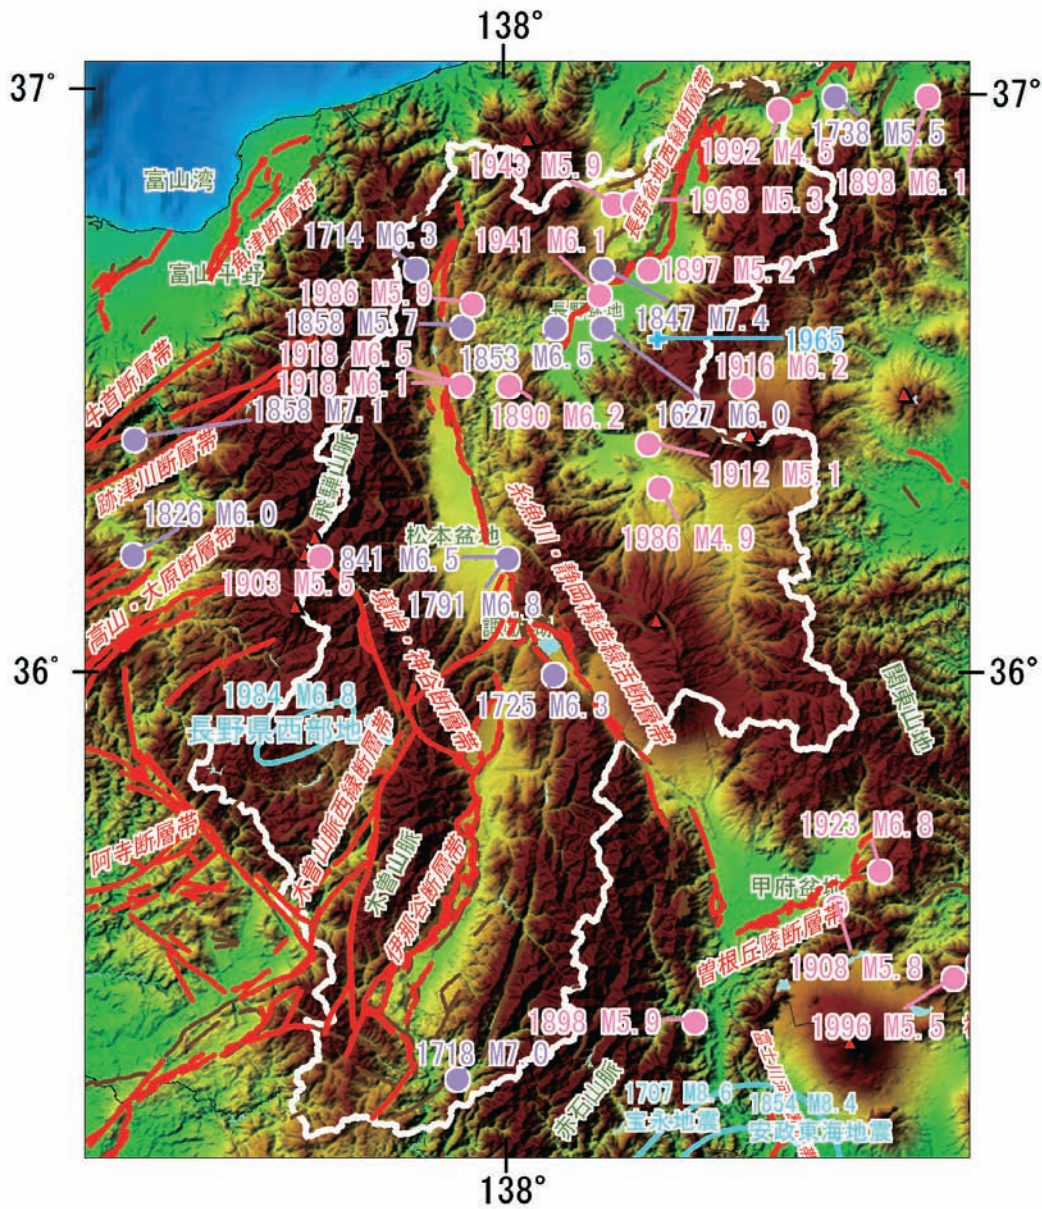 138°
37°
37°
長野盆地西縁断層帯
1738 M5.5
1992 M4.5
1943 M5.9
1898 M6.1
富山湾
1968 M5.3
魚津断層帯
1714 M6.3
1941 M6.1
富山平野
1897 M5.2
1986 M5.9
1858 M5.7
1847 M7.4
1965
1918 M6.5
1853 M6.5
1916 M6.2
牛首断層帯
1918 M6.1
1890 M6.2
1858 M7.1
1627 M6.0
飛騨山脈
跡津川断層帯
1912 M5.1
糸魚川・静岡構造線活断層帯
1826 M6.0
松本盆地
1986 M4.9
841 M6.5
高山・大原断層帯
1903 M5.5
境峠・神谷断層帯
1791 M6.8
36°
36°
1984 M6.8
長野県西部地
1725 M6.3
関東山地
木曽山脈西縁断層帯
1923 M6.8
阿寺断層帯
木曽山脈
伊那谷断層帯
甲府盆地
曽根丘陵断層帯
1908 M5.8
1898 M5.9
1996 M5.5
1718 M7.0
赤石山脈
富士川河
1707 M8.6
宝永地震
1854 M8.4
安政東海地震
138°